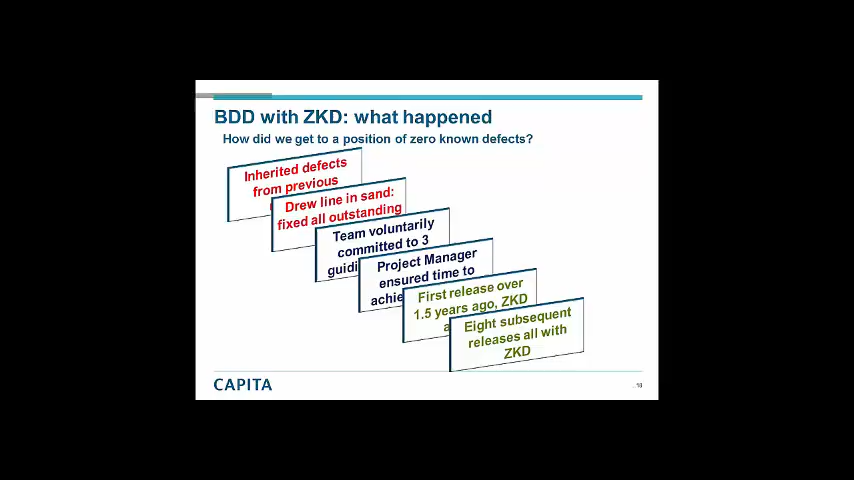 BDD with ZKD: what happened
How did we get to a position of zero known defects?
Inherited defects
from previous
Drew line in sand:
fixed all outstanding
Team voluntarily
committed to 3
Project Manager
ensured time to
First release over
1.5 years ago, ZKD
Eight subsequent
releases all with
ZKD
CAPITA